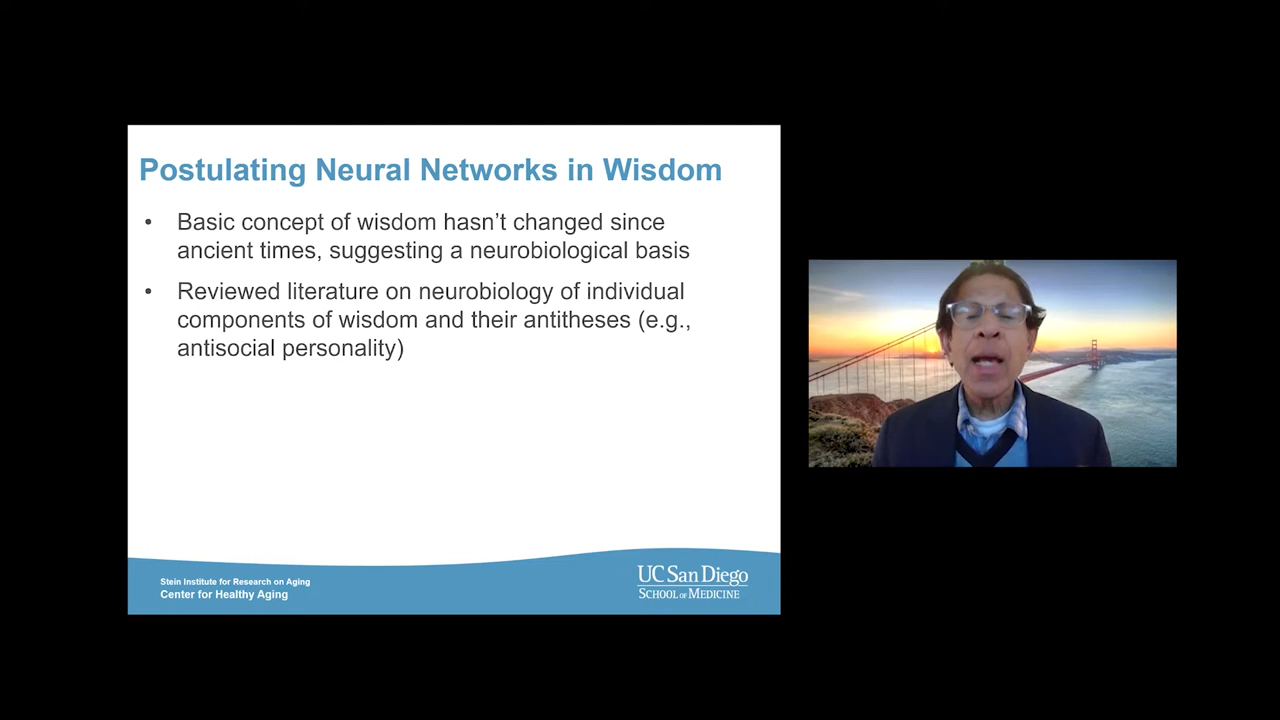 Postulating Neural Networks in Wisdom
• Basic concept of wisdom hasn’t changed since
ancient times, suggesting a neurobiological basis
• Reviewed literature on neurobiology of individual
components of wisdom and their antitheses (e.g.,
antisocial personality)
Stein Institute for Research on Aging
Center for Healthy Aging
UC San Diego
SCHOOL OF MEDICINE